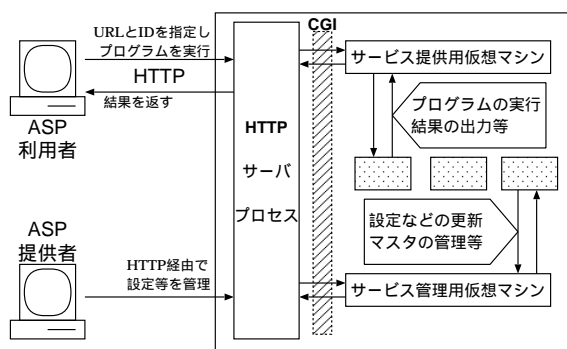 URLとIDを指定し
プログラムを実行
HTTP
結果を返す
ASP
利用者
ASP
提供者
HTTP経由で
設定等を管理
HTTP
サーバ
プロセス
CGI
サービス提供用仮想マシン
プログラムの実行
結果の出力等
設定などの更新
マスタの管理等
サービス管理用仮想マシン